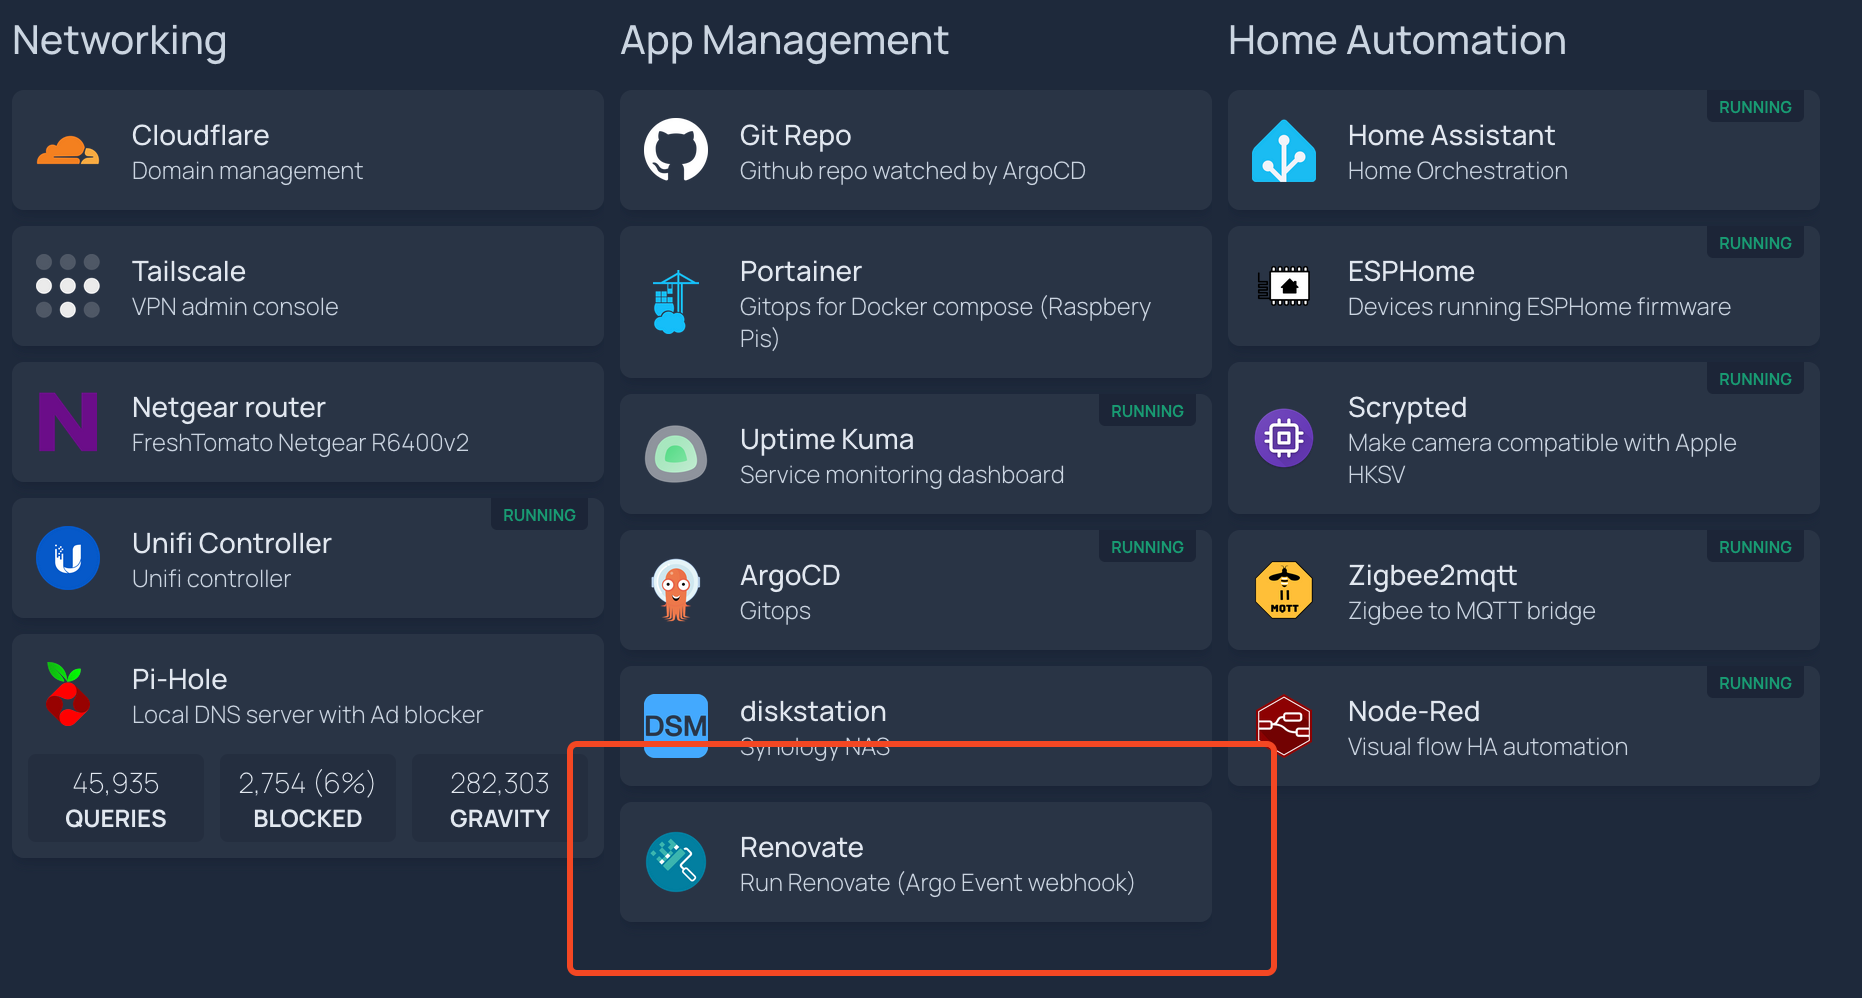 Networking
Cloudflare
Domain management
Tailscale
VPN admin console
Netgear router
FreshTomato Netgear R6400v2
RUNNING
Unifi Controller
Unifi controller
Pi-Hole
Local DNS server with Ad blocker
45,935
QUERIES
2,754 (6%)
BLOCKED
282,303
GRAVITY
App Management
Git Repo
Github repo watched by ArgoCD
Portainer
Gitops for Docker compose (Raspbery
Pis)
RUNNING
Uptime Kuma
Service monitoring dashboard
RUNNING
ArgoCD
Gitops
DSM
diskstation
Synology NAS
Renovate
Run Renovate (Argo Event webhook)
Home Automation
RUNNING
Home Assistant
Home Orchestration
RUNNING
ESPHome
Devices running ESPHome firmware
RUNNING
Scrypted
Make camera compatible with Apple
HKSV
RUNNING
MQTT
Zigbee2mqtt
Zigbee to MQTT bridge
RUNNING
Node-Red
Visual flow HA automation